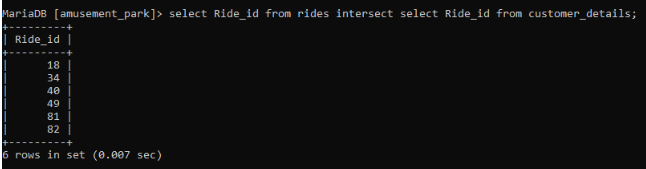 MariaDB [amusement_park]> select Ride_id from rides intersect select Ride_id from customer_details;
+---------+
| Ride_id |
+---------+
|      18 |
|      34 |
|      40 |
|      49 |
|      81 |
|      82 |
+---------+
6 rows in set (0.007 sec)